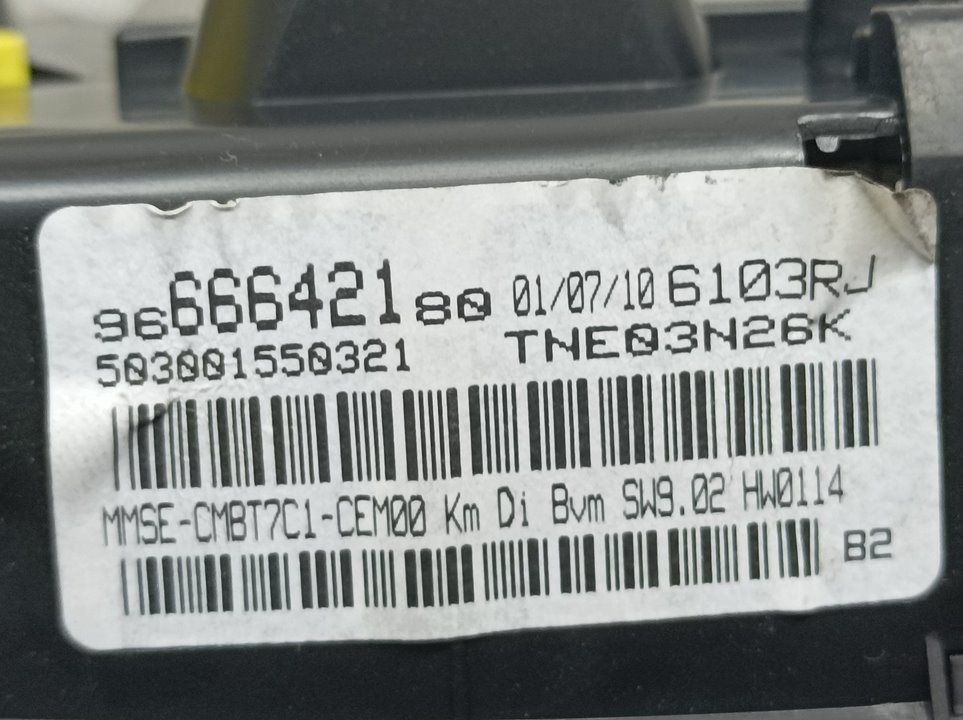 9666642180 01/07/10 6103RJ
503001550321 TNE03N26K
MMSE-CMBT7C1-CEM00 Km Di Bvm SW9.02 HW0114
B2